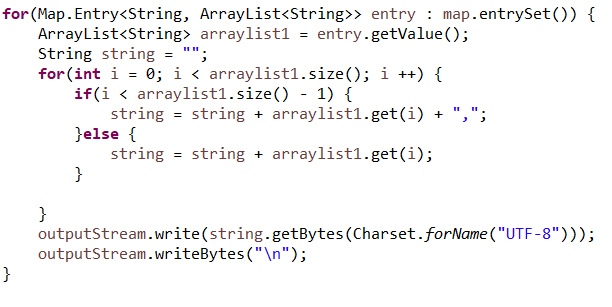 for(Map.Entry<String, ArrayList<String>> entry : map.entrySet()) {
    ArrayList<String> arraylist1 = entry.getValue();
    String string = "";
    for(int i = 0; i < arraylist1.size(); i ++) {
        if(i < arraylist1.size() - 1) {
            string = string + arraylist1.get(i) + ",";
        }else {
            string = string + arraylist1.get(i);
        }

    }
    outputStream.write(string.getBytes(Charset.forName("UTF-8")));
    outputStream.writeBytes("\n");
}